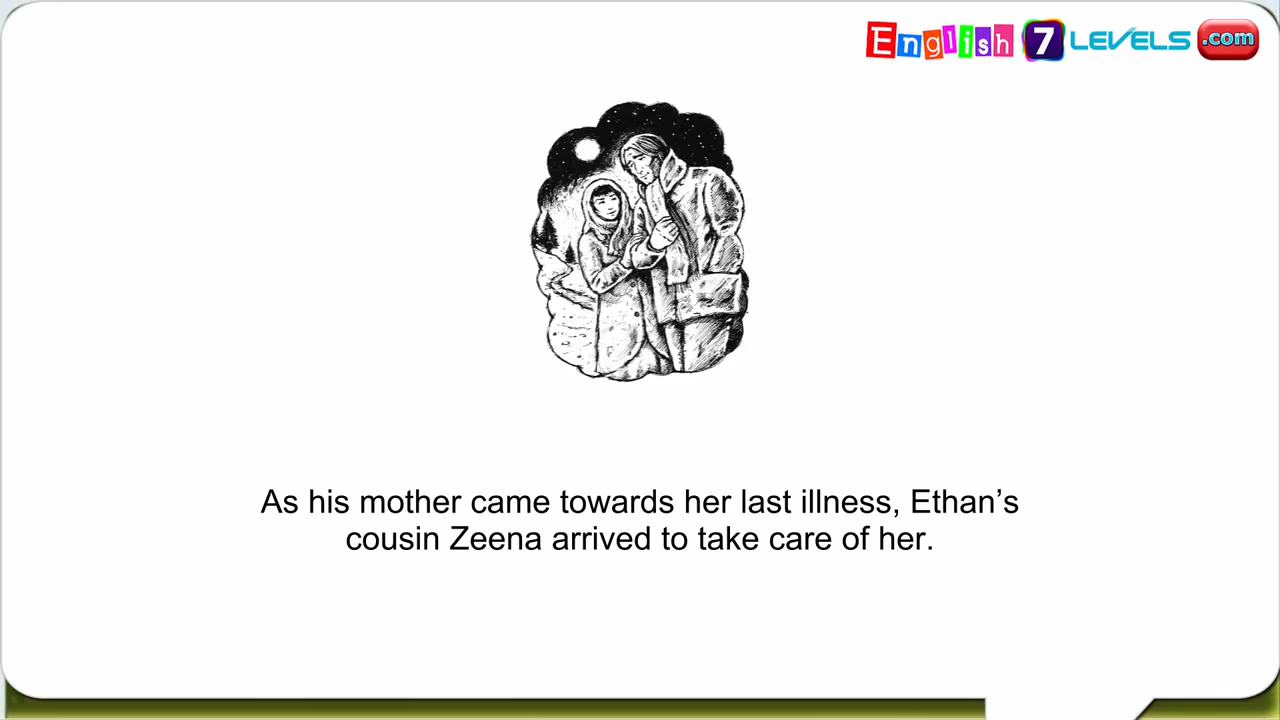 English 7 LEVELS .com
As his mother came towards her last illness, Ethan’s
cousin Zeena arrived to take care of her.